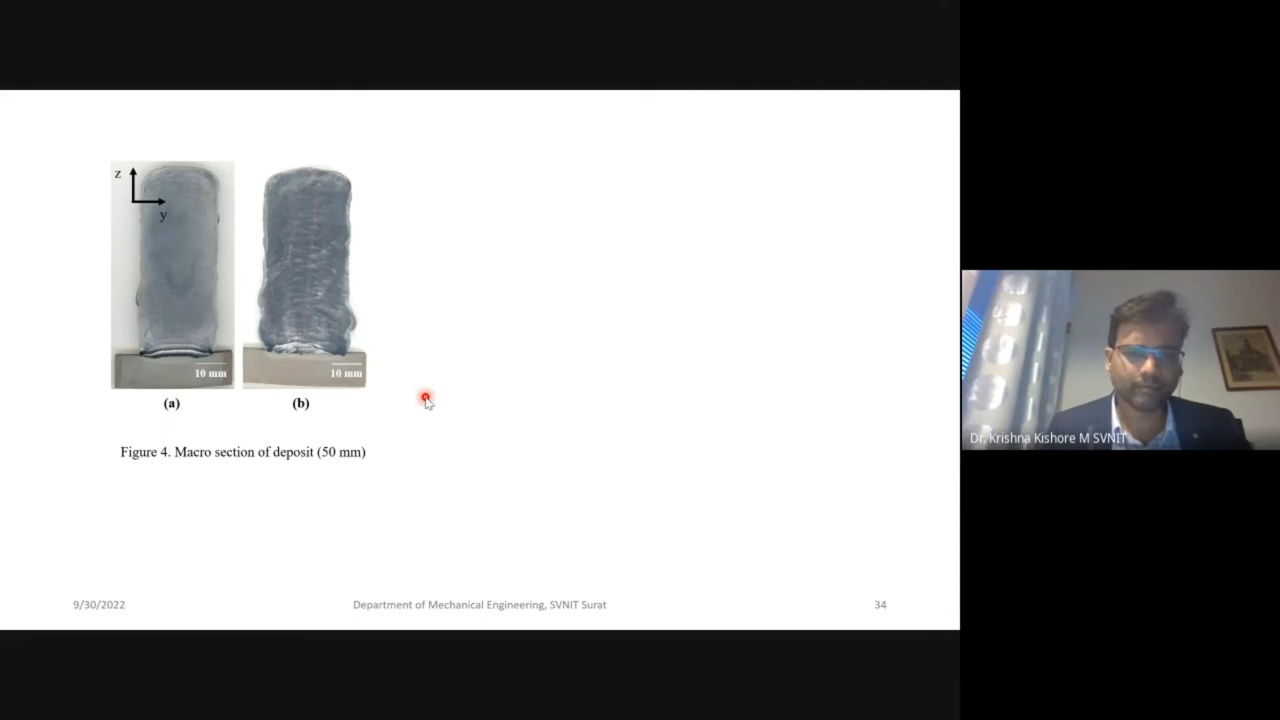 z
y
10 mm
10 mm
(a)
(b)
Figure 4. Macro section of deposit (50 mm)
9/30/2022
Department of Mechanical Engineering, SVNIT Surat
34
Dr. Krishna Kishore M SVNIT